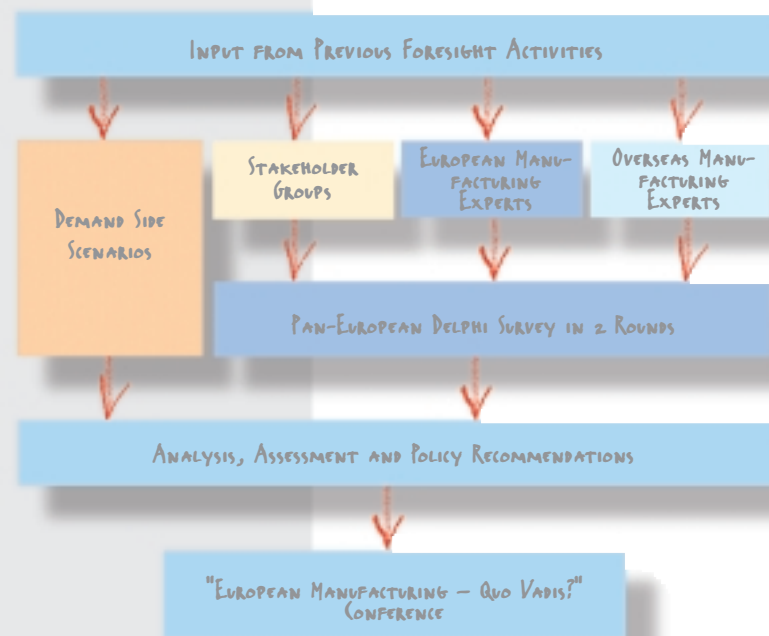 Input from Previous Foresight Activities
Demand Side
Scenarios
Stakeholder
Groups
European Manu-
facturing
Experts
Overseas Manu-
facturing
Experts
Pan-European Delphi Survey in 2 Rounds
Analysis, Assessment and Policy Recommendations
"European Manufacturing – Quo Vadis?"
Conference